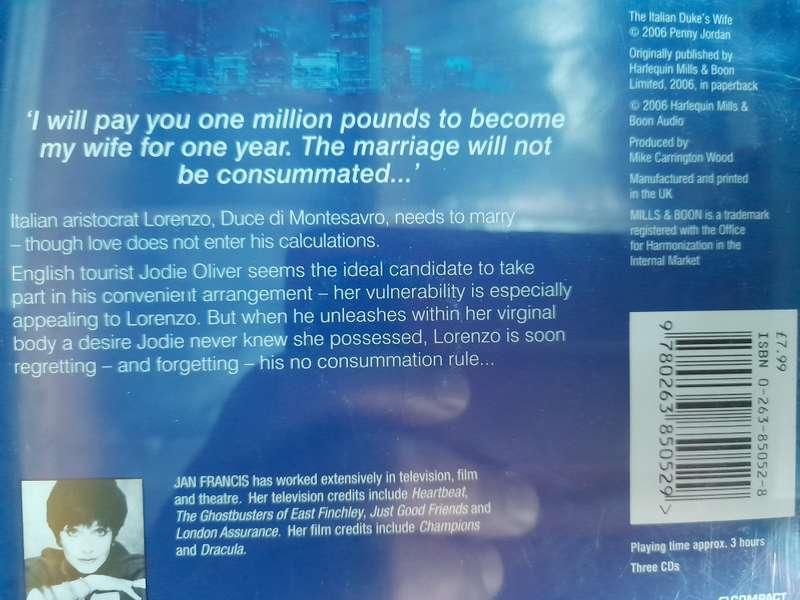 'I will pay you one million pounds to become
my wife for one year. The marriage will not
be consummated...'
Italian aristocrat Lorenzo, Duce di Montesavro, needs to marry
– though love does not enter his calculations.
English tourist Jodie Oliver seems the ideal candidate to take
part in his convenient arrangement – her vulnerability is especially
appealing to Lorenzo. But when he unleashes within her virginal
body a desire Jodie never knew she possessed, Lorenzo is soon
regretting – and forgetting – his no consummation rule...
JAN FRANCIS has worked extensively in television, film
and theatre. Her television credits include Heartbeat,
The Ghostbusters of East Finchley, Just Good Friends and
London Assurance. Her film credits include Champions
and Dracula.
The Italian Duke's Wife
© 2006 Penny Jordan
Originally published by
Harlequin Mills & Boon
Limited, 2006, in paperback
© 2006 Harlequin Mills &
Boon Audio
Produced by
Mike Carrington Wood
Manufactured and printed
in the UK
MILLS & BOON is a trademark
registered with the Office
for Harmonization in the
Internal Market
£7.99
ISBN 0-263-85052-8
9 780263 850529 >
Playing time approx. 3 hours
Three CDs
COMPACT